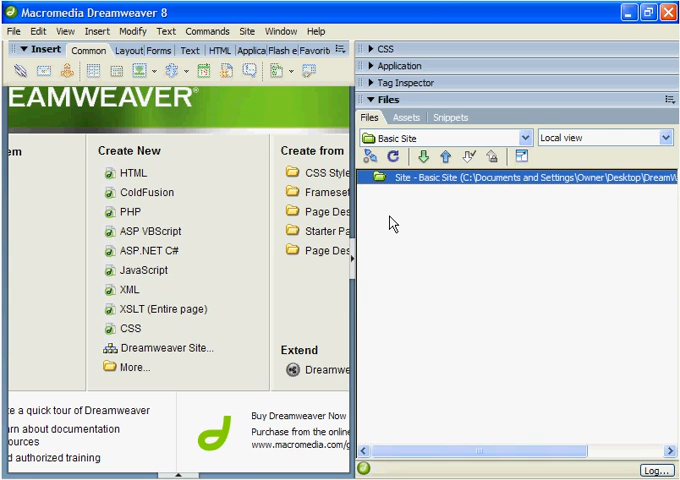 Macromedia Dreamweaver 8
File Edit View Insert Modify Text Commands Site Window Help
Insert Common Layout Forms Text HTML Applica Flash e Favorit
EAMWEAVER®
em
Create New
HTML
ColdFusion
PHP
ASP VBScript
ASP.NET C#
JavaScript
XML
XSLT (Entire page)
CSS
Dreamweaver Site...
More...
Create from
CSS Style
Framese
Page Des
Starter Pa
Page Des
Extend
Dreamwe
e a quick tour of Dreamweaver
rn about documentation
ources
d authorized training
Buy Dreamweaver Now
Purchase from the online
www.macromedia.com/g
CSS
Application
Tag Inspector
Files
Files Assets Snippets
Basic Site Local view
Site - Basic Site (C:\Documents and Settings\Owner\Desktop\DreamW
Log...